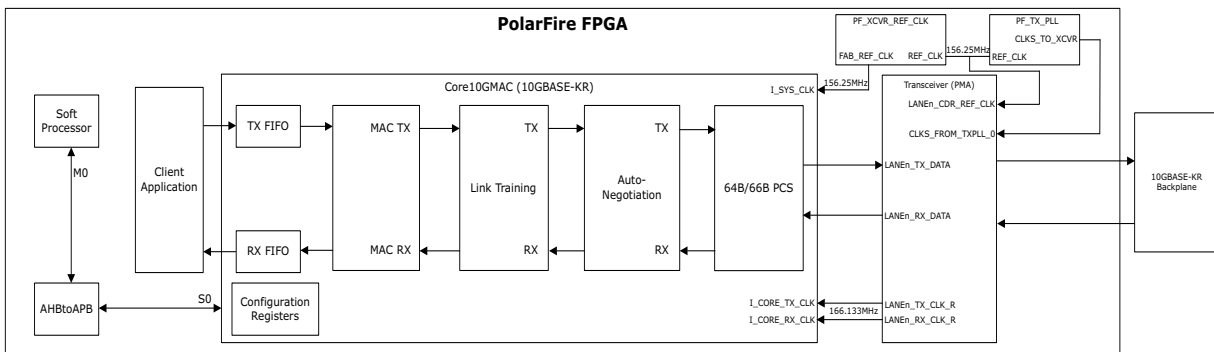 PolarFire FPGA
PF_XCVR_REF_CLK
FAB_REF_CLK
REF_CLK
156.25MHz
PF_TX_PLL
CLKS_TO_XCVR
REF_CLK
156.25MHz
Core10GMAC (10GBASE-KR)
I_SYS_CLK
Transceiver (PMA)
LANEn_CDR_REF_CLK
CLKS_FROM_TXPLL_0
Soft
Processor
M0
AHBtoAPB
S0
Client
Application
TX FIFO
RX FIFO
Configuration
Registers
MAC TX
MAC RX
TX
Link Training
RX
TX
Auto-
Negotiation
RX
64B/66B PCS
LANEn_TX_DATA
LANEn_RX_DATA
10GBASE-KR
Backplane
I_CORE_TX_CLK
I_CORE_RX_CLK
166.133MHz
LANEn_TX_CLK_R
LANEn_RX_CLK_R